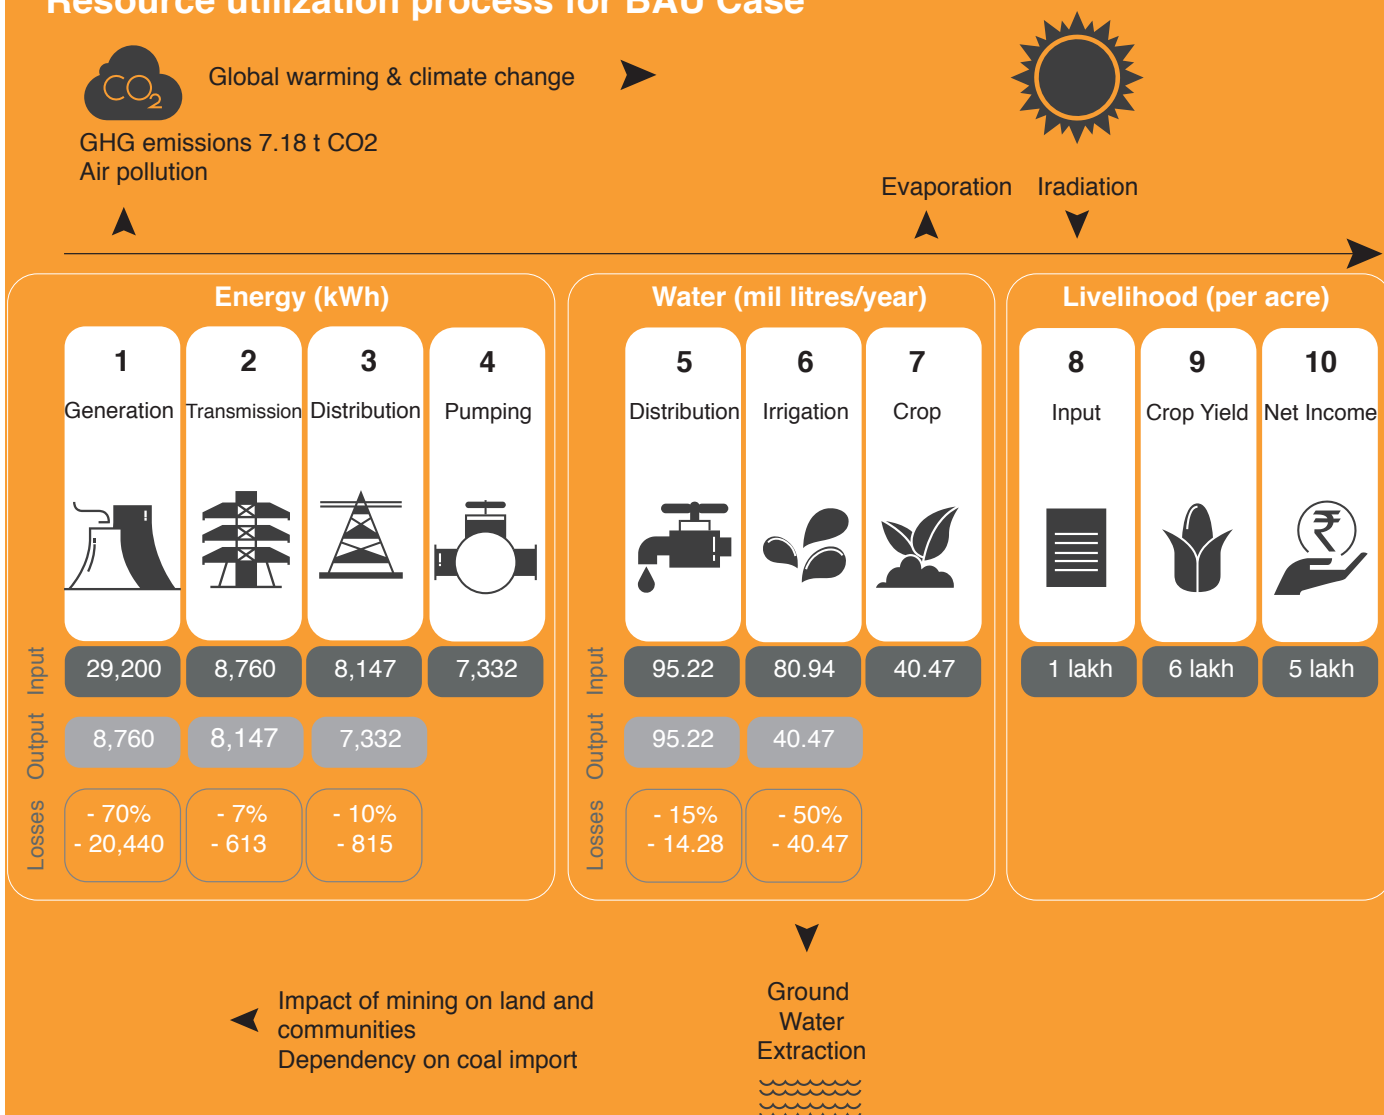 Resource utilization process for BAU Case
CO2
Global warming & climate change
GHG emissions 7.18 t CO2
Air pollution
Evaporation Iradiation
Energy (kWh)
1 2 3 4
Generation Transmission Distribution Pumping
Input 29,200 8,760 8,147 7,332
Output 8,760 8,147 7,332
Losses - 70% - 7% - 10%
- 20,440 - 613 - 815
Water (mil litres/year)
5 6 7
Distribution Irrigation Crop
Input 95.22 80.94 40.47
Output 95.22 40.47
Losses - 15% - 50%
- 14.28 - 40.47
Livelihood (per acre)
8 9 10
Input Crop Yield Net Income
₹
1 lakh 6 lakh 5 lakh
Impact of mining on land and
communities
Dependency on coal import
Ground
Water
Extraction